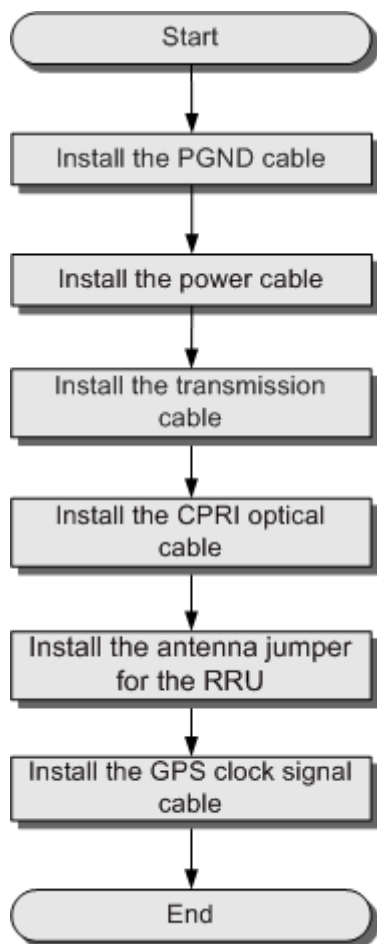 Start
Install the PGND cable
Install the power cable
Install the transmission
cable
Install the CPRI optical
cable
Install the antenna jumper
for the RRU
Install the GPS clock signal
cable
End